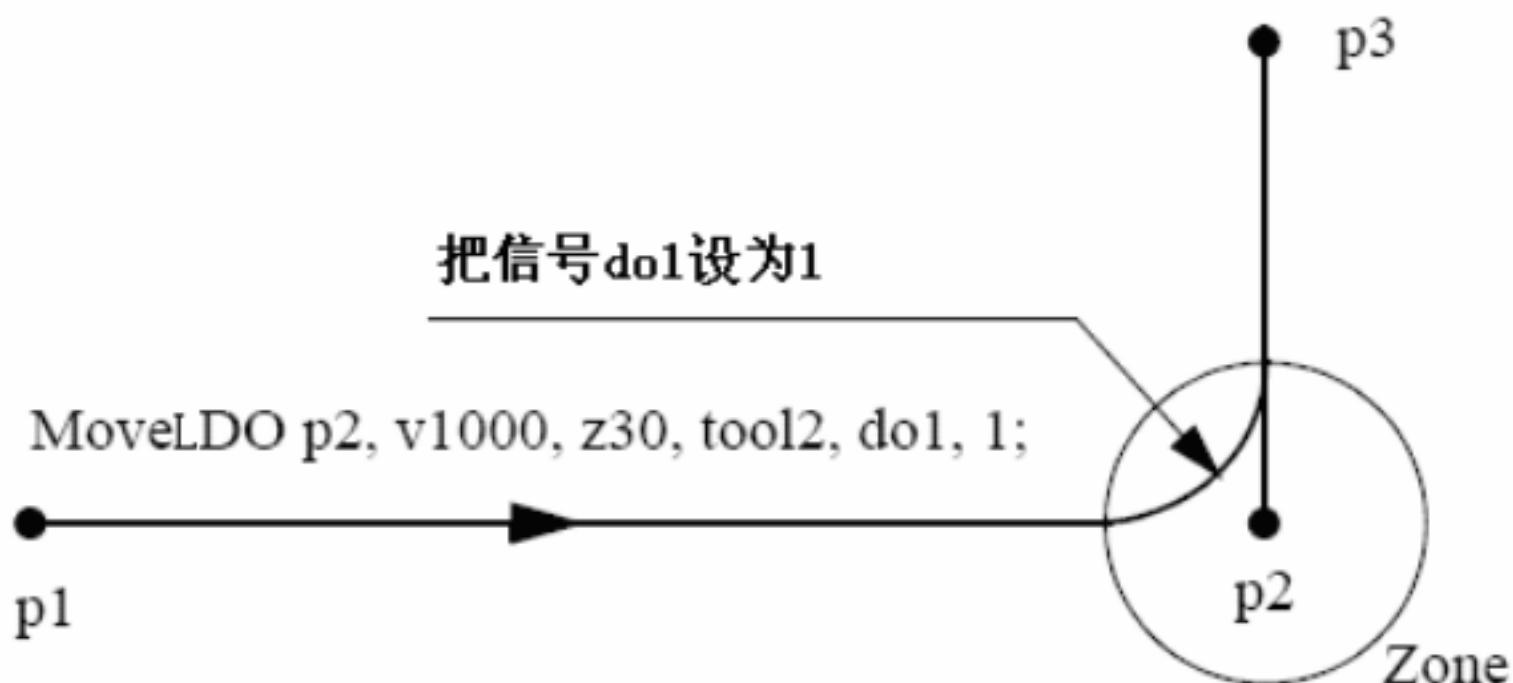 p3
把信号do1设为1
MoveLDO p2, v1000, z30, tool2, do1, 1;
p1
p2
Zone